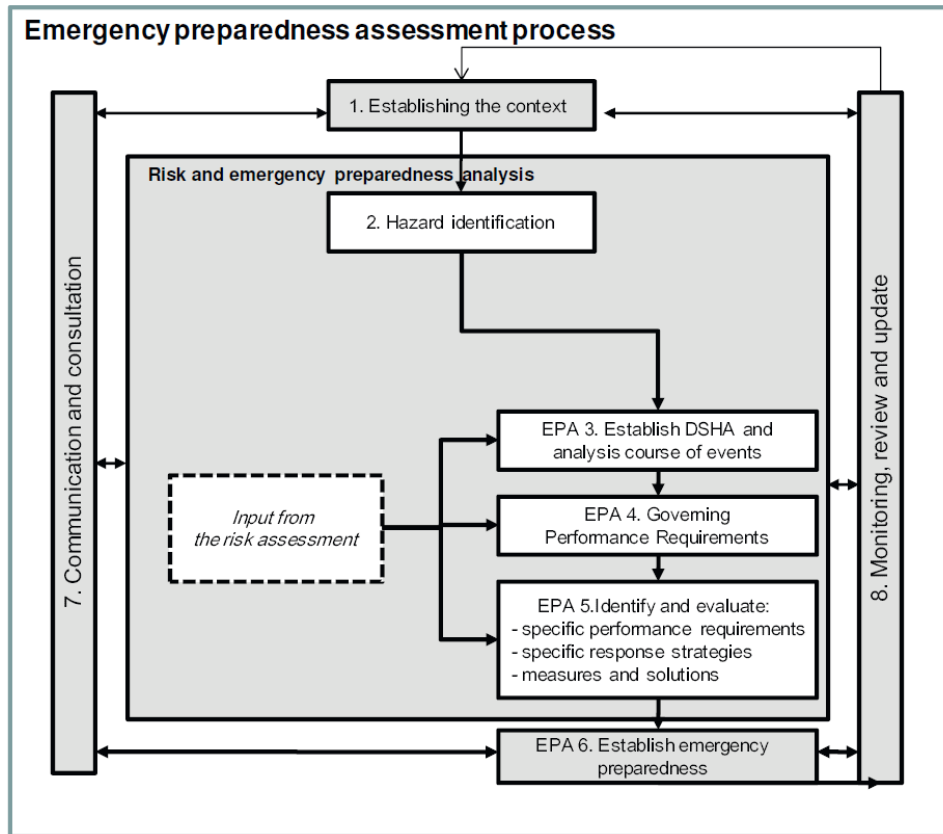 Emergency preparedness assessment process
1. Establishing the context
Risk and emergency preparedness analysis
2. Hazard identification
EPA 3. Establish DSHA and
analysis course of events
Input from
the risk assessment
EPA 4. Governing
Performance Requirements
EPA 5.Identify and evaluate:
- specific performance requirements
- specific response strategies
- measures and solutions
EPA 6. Establish emergency
preparedness
7. Communication and consultation
8. Monitoring, review and update